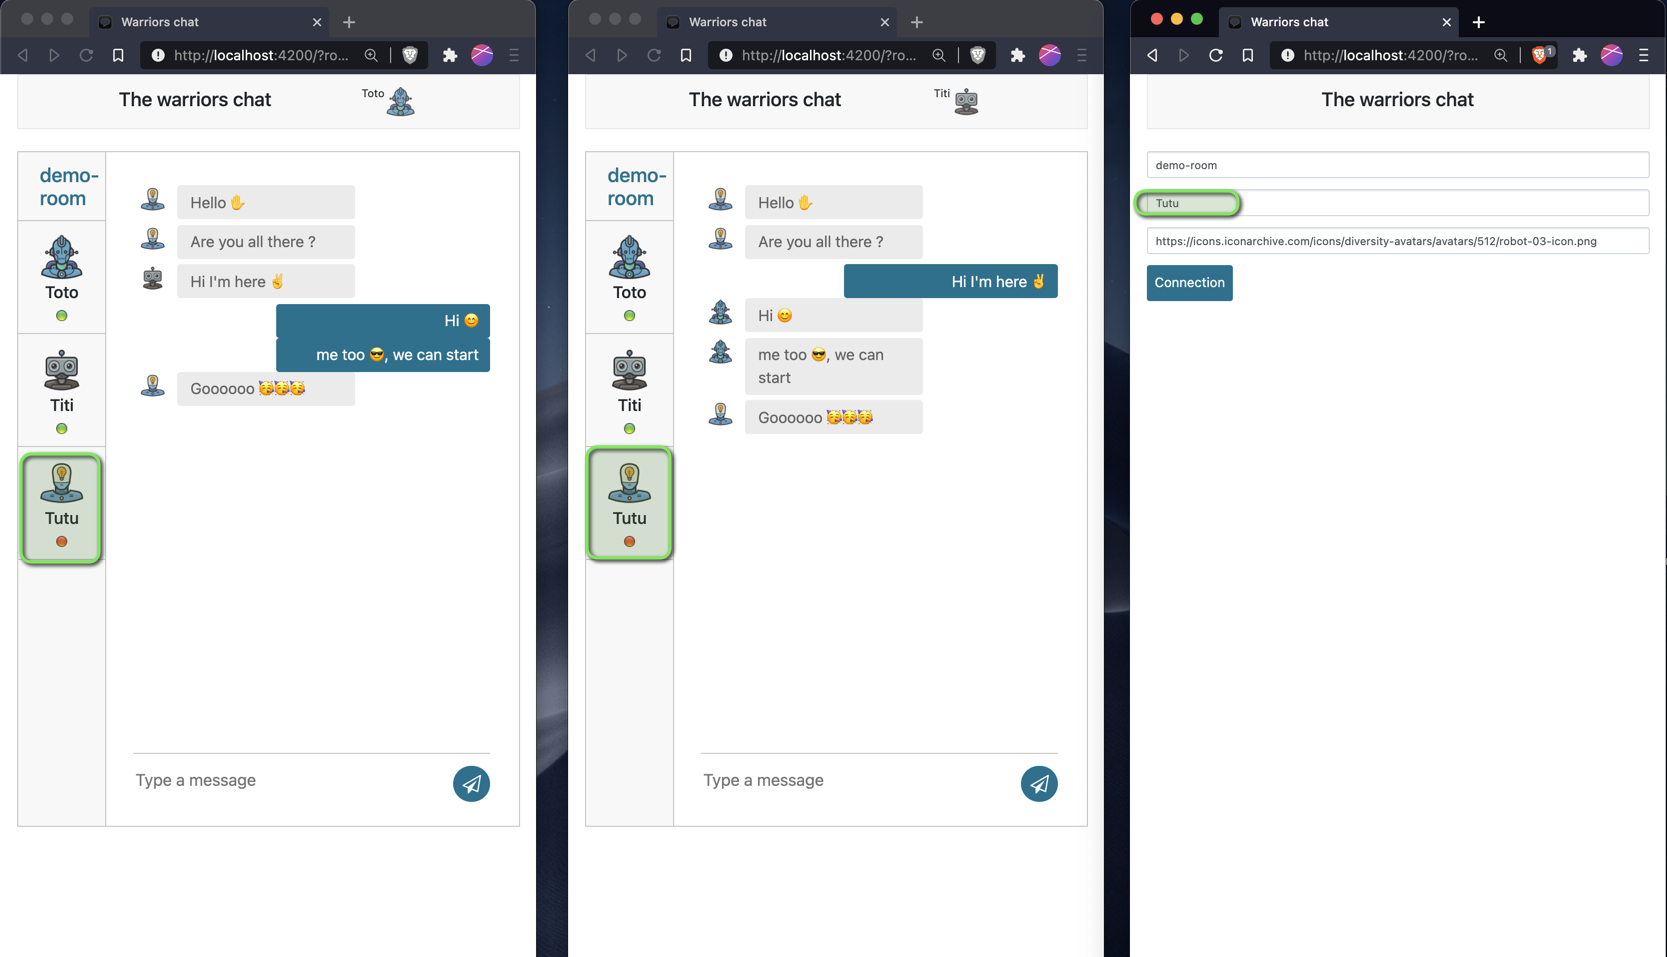 Warriors chat
http://localhost:4200/?ro...
The warriors chat
Toto
demo-
room
Toto
Titi
Tutu
Hello ✋
Are you all there ?
Hi I'm here ✌️
Hi 😊
me too 😎, we can start
Goooooo 🥳🥳🥳
Type a message
Warriors chat
http://localhost:4200/?ro...
The warriors chat
Titi
demo-
room
Toto
Titi
Tutu
Hello ✋
Are you all there ?
Hi I'm here ✌️
Hi 😊
me too 😎, we can
start
Goooooo 🥳🥳🥳
Type a message
Warriors chat
http://localhost:4200/?ro...
1
The warriors chat
demo-room
Tutu
https://icons.iconarchive.com/icons/diversity-avatars/avatars/512/robot-03-icon.png
Connection